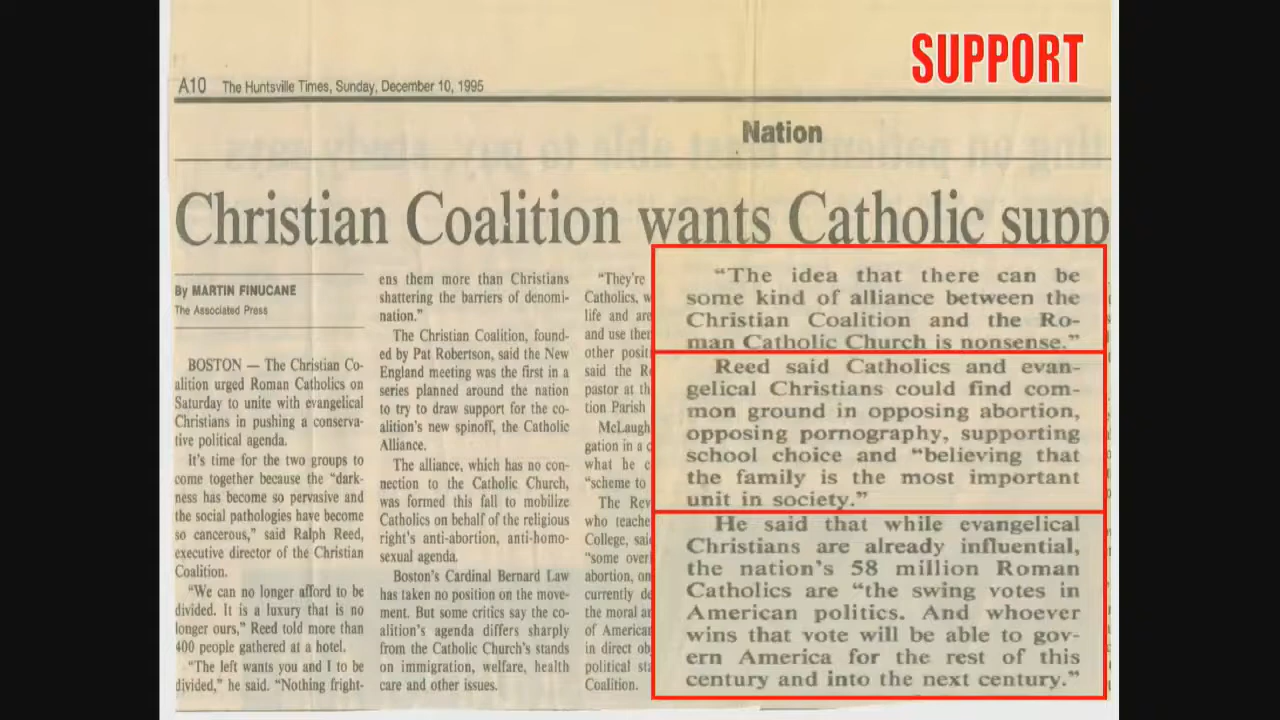 SUPPORT
A10 The Huntsville Times, Sunday, December 10, 1995
Nation
Christian Coalition wants Catholic supp
By MARTIN FINUCANE
The Associated Press
BOSTON — The Christian Co-
alition urged Roman Catholics on
Saturday to unite with evangelical
Christians in pushing a conserva-
tive political agenda.
It's time for the two groups to
come together because the "dark-
ness has become so pervasive and
the social pathologies have become
so cancerous," said Ralph Reed,
executive director of the Christian
Coalition.
"We can no longer afford to be
divided. It is a luxury that is no
longer ours," Reed told more than
400 people gathered at a hotel.
"The left wants you and I to be
divided," he said. "Nothing fright-
ens them more than Christians
shattering the barriers of denomi-
nation."
The Christian Coalition, found-
ed by Pat Robertson, said the New
England meeting was the first in a
series planned around the nation
to try to draw support for the co-
alition's new spinoff, the Catholic
Alliance.
The alliance, which has no con-
nection to the Catholic Church,
was formed this fall to mobilize
Catholics on behalf of the religious
right's anti-abortion, anti-homo-
sexual agenda.
Boston's Cardinal Bernard Law
has taken no position on the move-
ment. But some critics say the co-
alition's agenda differs sharply
from the Catholic Church's stands
on immigration, welfare, health
care and other issues.
"They're
Catholics, w
life and are
and use ther
other posit
said the R
pastor at th
tion Parish
McLaugh
gation in a c
what he c
"scheme to
The Rev
who teache
College, sai
"some over
abortion, on
currently de
the moral a
of American
in direct ob
political sta
Coalition.
"The idea that there can be
some kind of alliance between the
Christian Coalition and the Ro-
man Catholic Church is nonsense."
Reed said Catholics and evan-
gelical Christians could find com-
mon ground in opposing abortion,
opposing pornography, supporting
school choice and "believing that
the family is the most important
unit in society."
He said that while evangelical
Christians are already influential,
the nation's 58 million Roman
Catholics are "the swing votes in
American politics. And whoever
wins that vote will be able to gov-
ern America for the rest of this
century and into the next century."